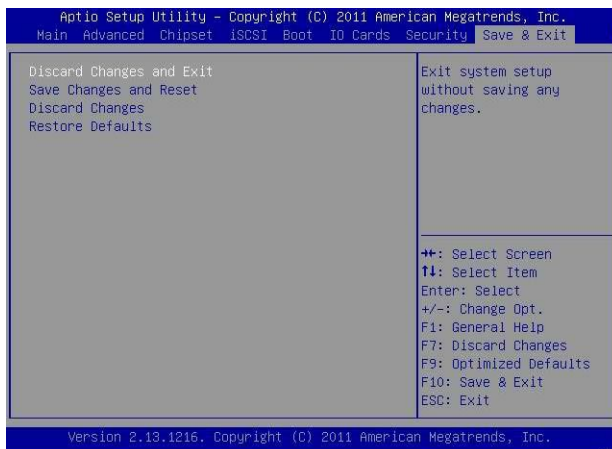 Aptio Setup Utility – Copyright (C) 2011 American Megatrends, Inc.
Main Advanced Chipset iSCSI Boot IO Cards Security Save & Exit
Discard Changes and Exit
Save Changes and Reset
Discard Changes
Restore Defaults
Exit system setup
without saving any
changes.
→←: Select Screen
↑↓: Select Item
Enter: Select
+/-: Change Opt.
F1: General Help
F7: Discard Changes
F9: Optimized Defaults
F10: Save & Exit
ESC: Exit
Version 2.13.1216. Copyright (C) 2011 American Megatrends, Inc.